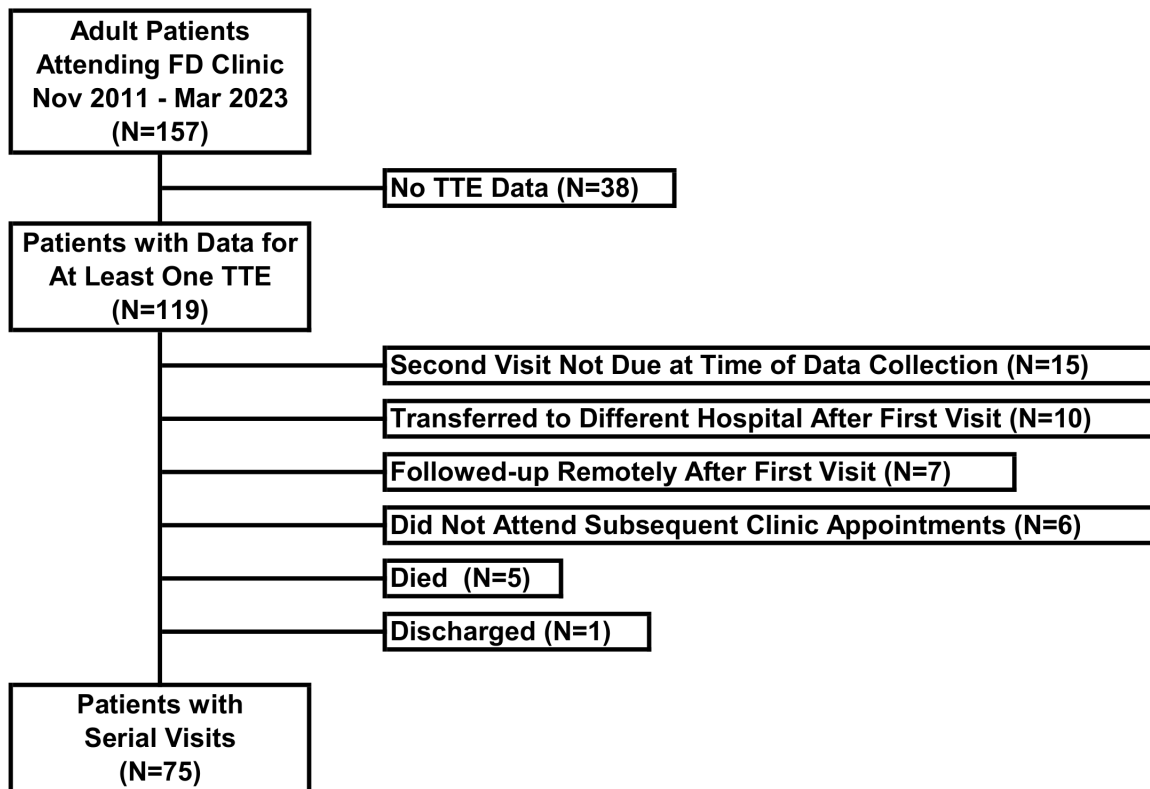 Adult Patients
Attending FD Clinic
Nov 2011 - Mar 2023
(N=157)
No TTE Data (N=38)
Patients with Data for
At Least One TTE
(N=119)
Second Visit Not Due at Time of Data Collection (N=15)
Transferred to Different Hospital After First Visit (N=10)
Followed-up Remotely After First Visit (N=7)
Did Not Attend Subsequent Clinic Appointments (N=6)
Died  (N=5)
Discharged (N=1)
Patients with
Serial Visits
(N=75)